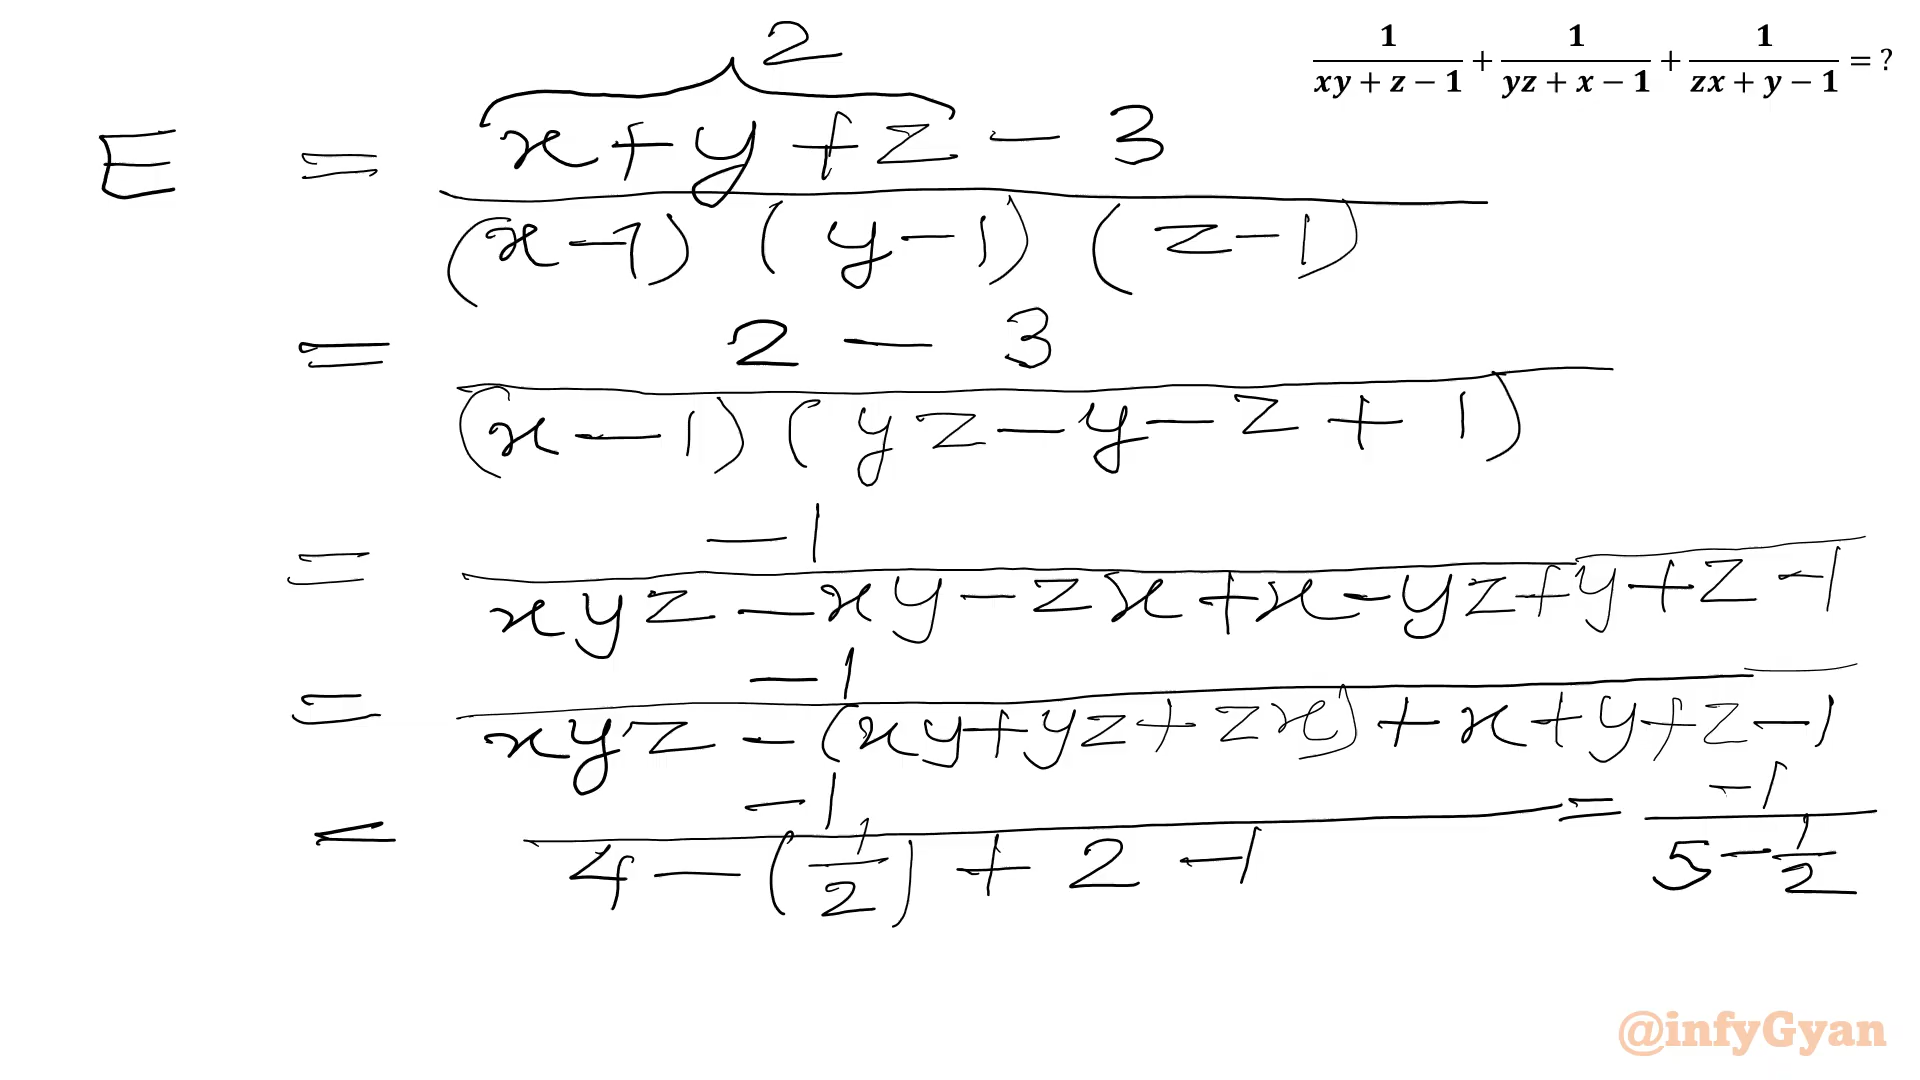 1/(xy + z − 1) + 1/(yz + x − 1) + 1/(zx + y − 1) = ?
2
E = (x + y + z − 3)/((x − 1)(y − 1)(z − 1))
= (2 − 3)/((x − 1)(yz − y − z + 1))
= −1/(xyz − xy − zx + x − yz + y + z − 1)
= −1/(xyz − (xy + yz + zx) + x + y + z − 1)
= −1/(4 − (1/2) + 2 − 1) = −1/(5 − 1/2)
@infyGyan